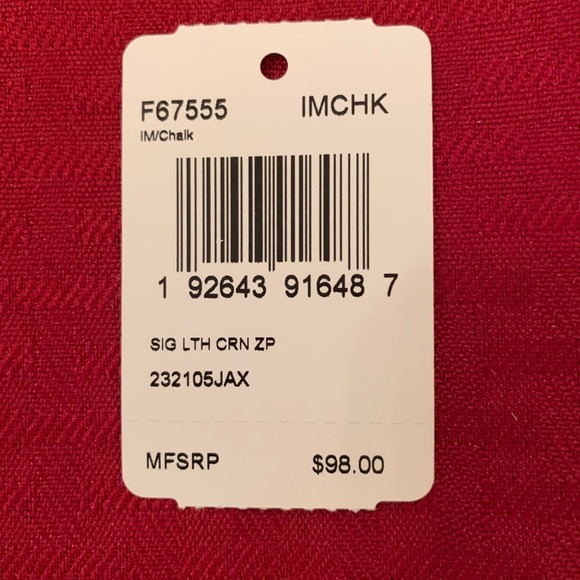 F67555 IMCHK
IM/Chalk
1 92643 91648 7
SIG LTH CRN ZP
232105JAX
MFSRP $98.00